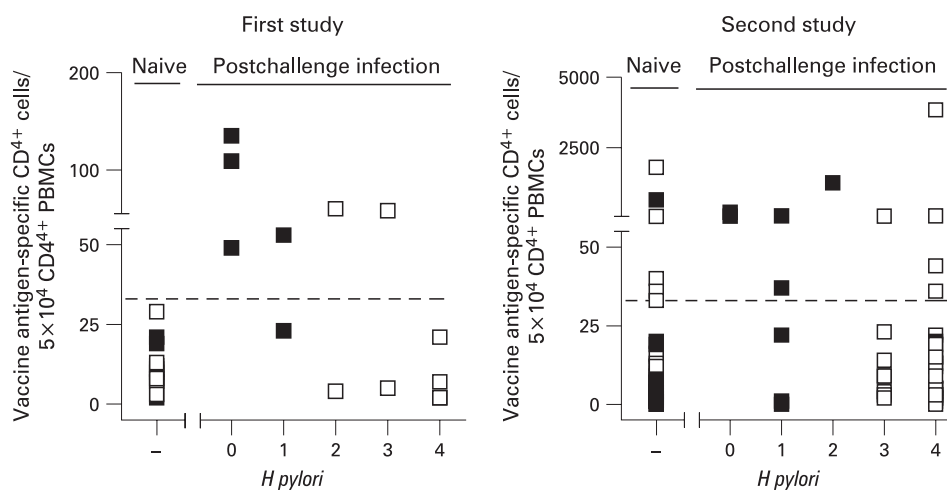 First study
Naive
Postchallenge infection
Vaccine antigen-specific CD4⁴⁺ cells/
5×10⁴ CD4⁴⁺ PBMCs
200
100
50
25
0
–
0
1
2
3
4
H pylori
Second study
Naive
Postchallenge infection
Vaccine antigen-specific CD⁴⁺ cells/
5×10⁴ CD⁴⁺ PBMCs
5000
2500
50
25
0
–
0
1
2
3
4
H pylori